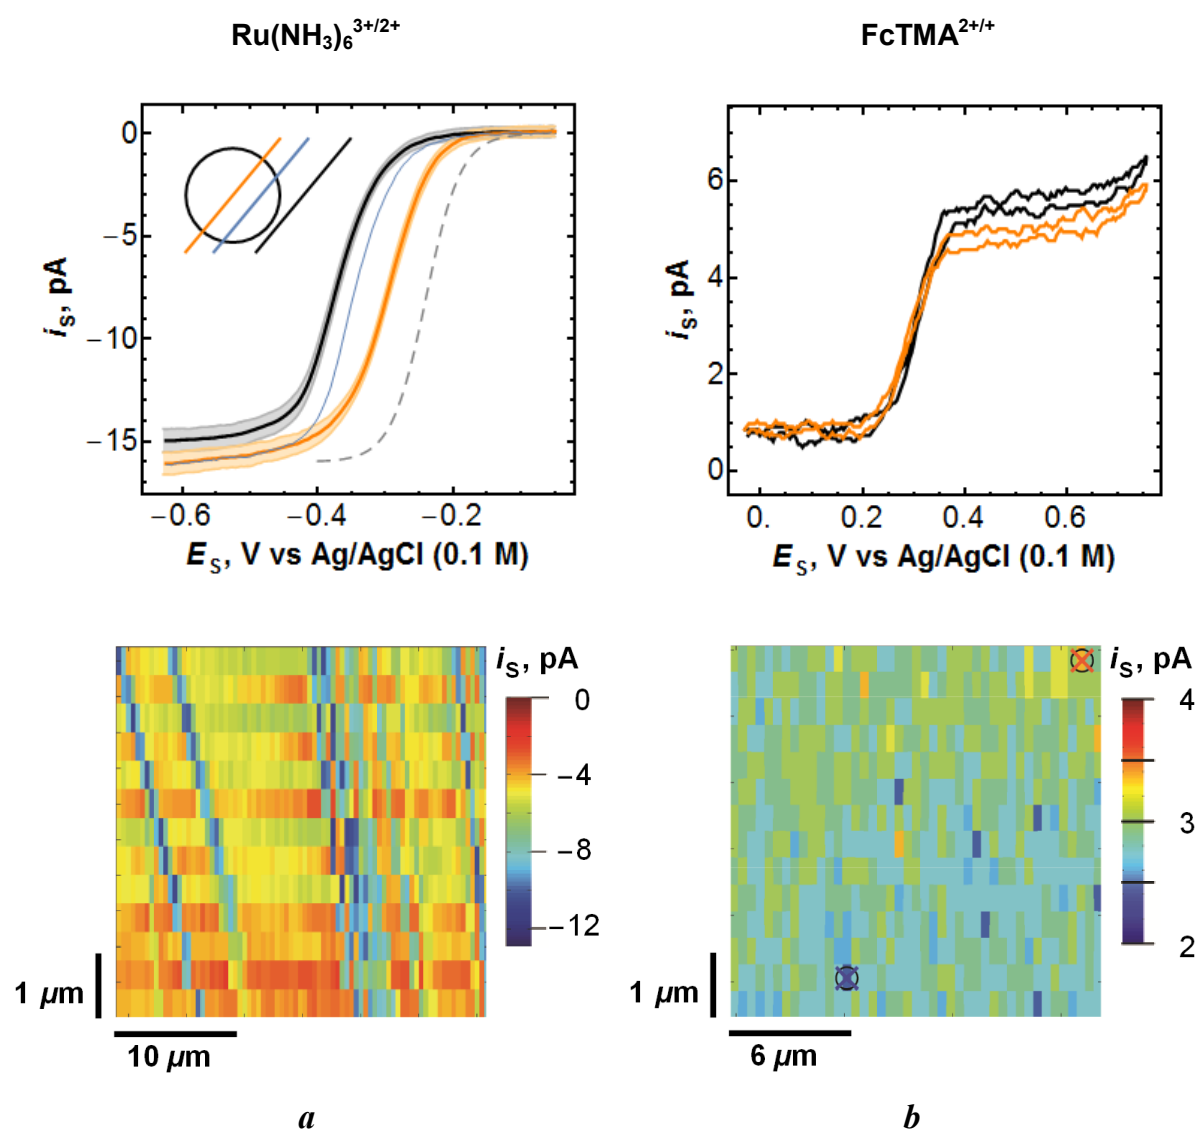 Ru(NH₃)₆³⁺/²⁺
FcTMA²⁺/⁺
0
−5
−10
−15
iS, pA
−0.6
−0.4
−0.2
ES, V vs Ag/AgCl (0.1 M)
6
4
2
0
iS, pA
0.
0.2
0.4
0.6
ES, V vs Ag/AgCl (0.1 M)
iS, pA
0
−4
−8
−12
1 µm
10 µm
iS, pA
4
3
2
1 µm
6 µm
a
b